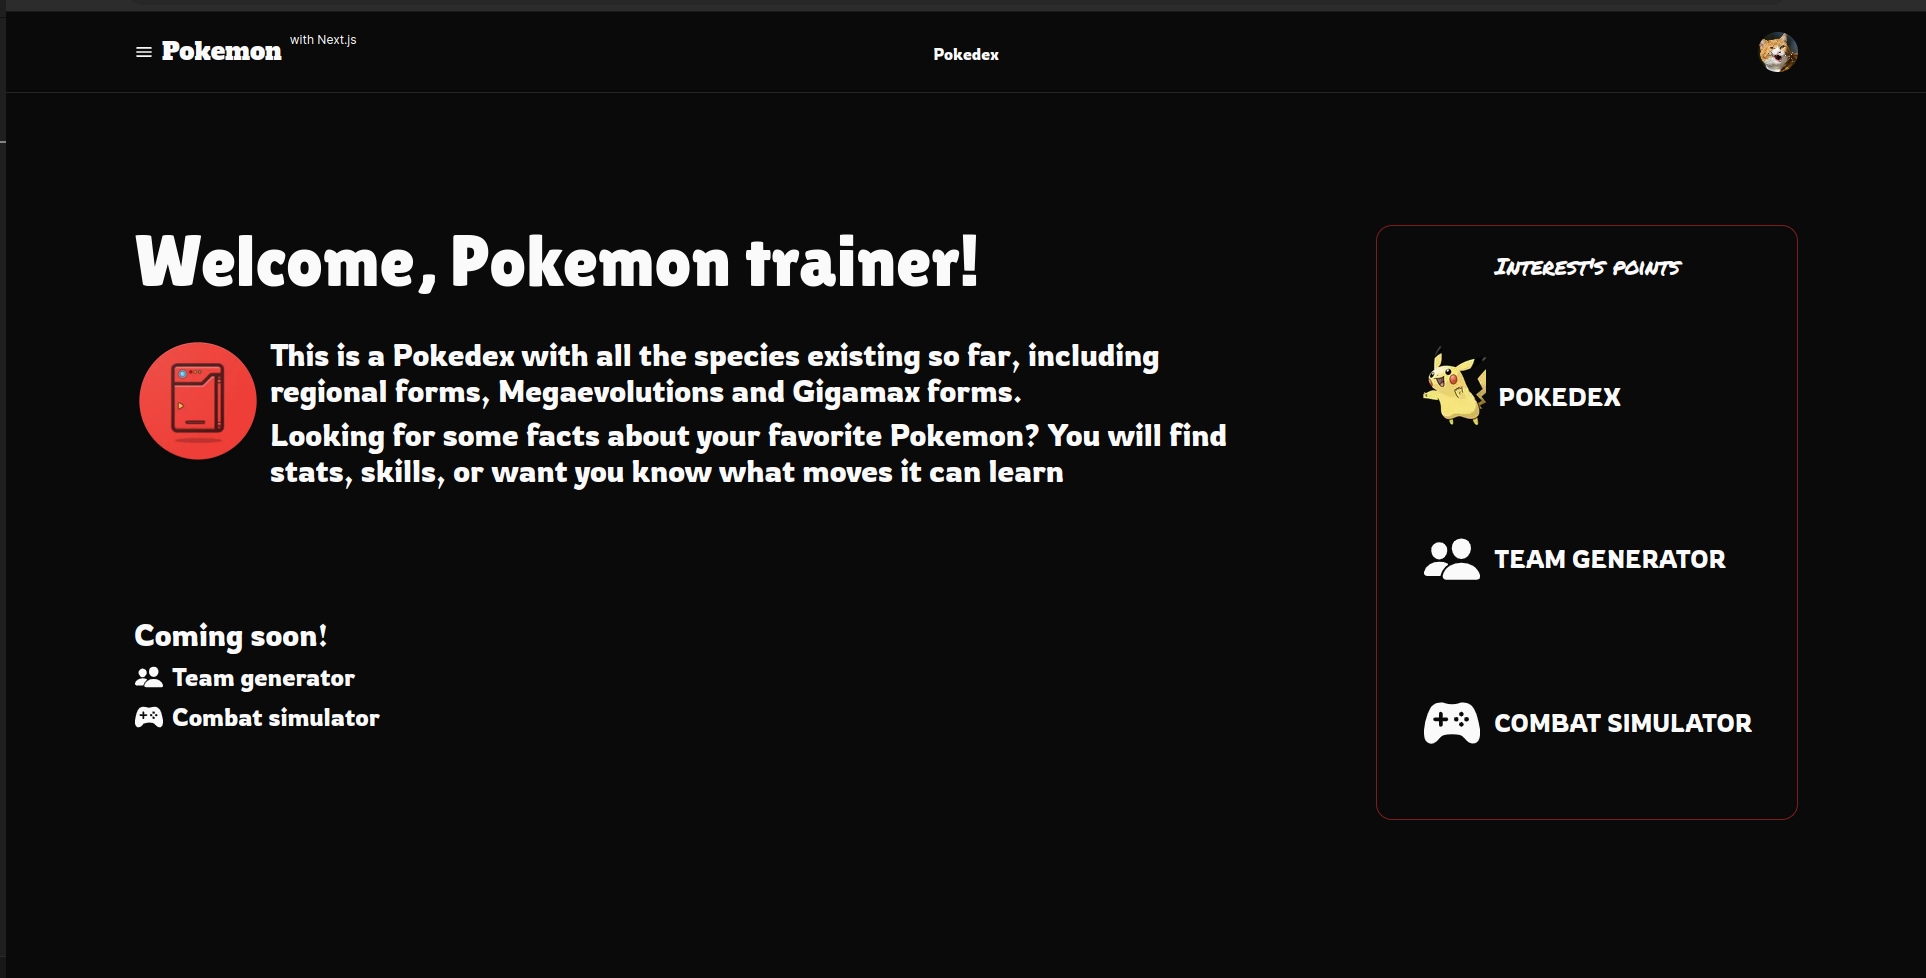 Pokemon with Next.js
Pokedex
Welcome, Pokemon trainer!
This is a Pokedex with all the species existing so far, including
regional forms, Megaevolutions and Gigamax forms.
Looking for some facts about your favorite Pokemon? You will find
stats, skills, or want you know what moves it can learn
Coming soon!
Team generator
Combat simulator
Interest's points
POKEDEX
TEAM GENERATOR
COMBAT SIMULATOR